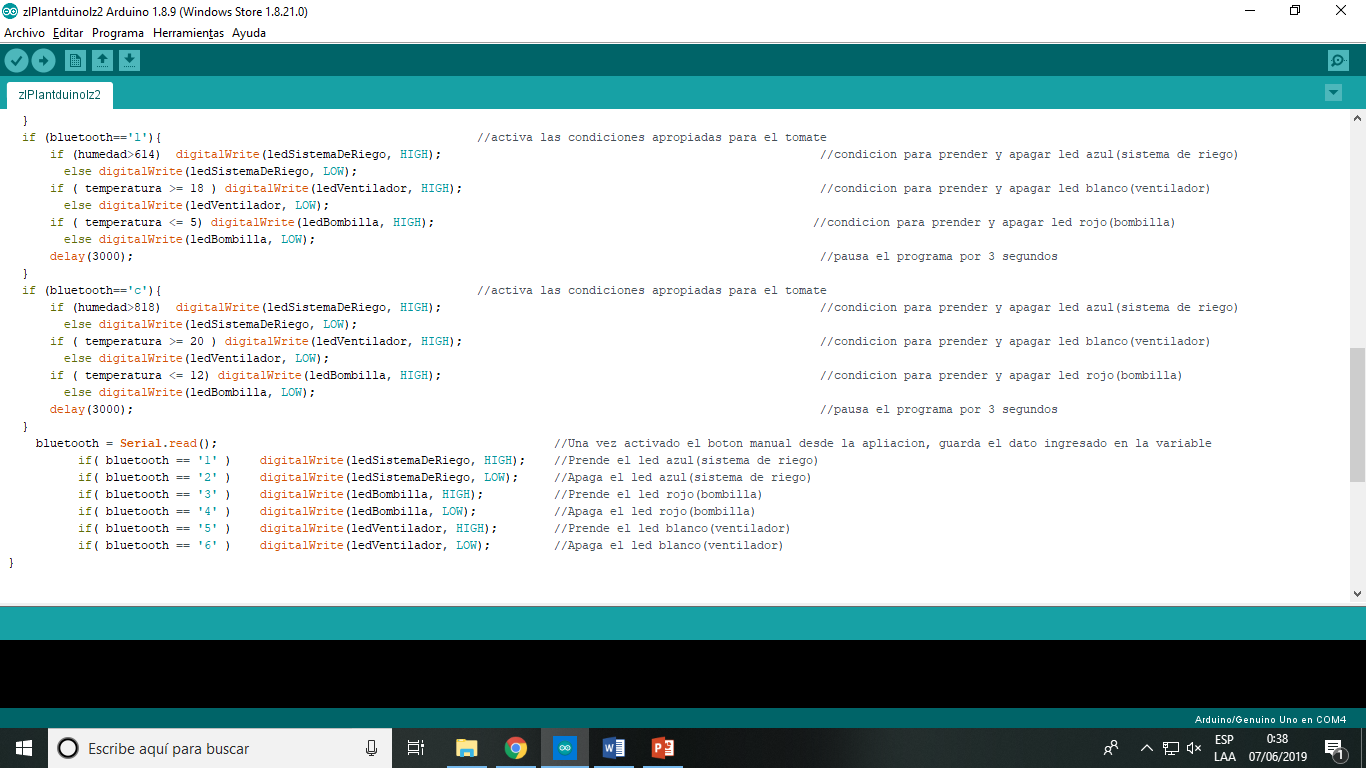 zIPlantduinoIz2 Arduino 1.8.9 (Windows Store 1.8.21.0)
Archivo Editar Programa Herramientas Ayuda
zIPlantduinoIz2
}
if (bluetooth=='l'){ //activa las condiciones apropiadas para el tomate
if (humedad>614) digitalWrite(ledSistemaDeRiego, HIGH); //condicion para prender y apagar led azul(sistema de riego)
else digitalWrite(ledSistemaDeRiego, LOW);
if ( temperatura >= 18 ) digitalWrite(ledVentilador, HIGH); //condicion para prender y apagar led blanco(ventilador)
else digitalWrite(ledVentilador, LOW);
if ( temperatura <= 5) digitalWrite(ledBombilla, HIGH); //condicion para prender y apagar led rojo(bombilla)
else digitalWrite(ledBombilla, LOW);
delay(3000); //pausa el programa por 3 segundos
}
if (bluetooth=='c'){ //activa las condiciones apropiadas para el tomate
if (humedad>818) digitalWrite(ledSistemaDeRiego, HIGH); //condicion para prender y apagar led azul(sistema de riego)
else digitalWrite(ledSistemaDeRiego, LOW);
if ( temperatura >= 20 ) digitalWrite(ledVentilador, HIGH); //condicion para prender y apagar led blanco(ventilador)
else digitalWrite(ledVentilador, LOW);
if ( temperatura <= 12) digitalWrite(ledBombilla, HIGH); //condicion para prender y apagar led rojo(bombilla)
else digitalWrite(ledBombilla, LOW);
delay(3000); //pausa el programa por 3 segundos
}
bluetooth = Serial.read(); //Una vez activado el boton manual desde la apliacion, guarda el dato ingresado en la variable
if( bluetooth == '1' ) digitalWrite(ledSistemaDeRiego, HIGH); //Prende el led azul(sistema de riego)
if( bluetooth == '2' ) digitalWrite(ledSistemaDeRiego, LOW); //Apaga el led azul(sistema de riego)
if( bluetooth == '3' ) digitalWrite(ledBombilla, HIGH); //Prende el led rojo(bombilla)
if( bluetooth == '4' ) digitalWrite(ledBombilla, LOW); //Apaga el led rojo(bombilla)
if( bluetooth == '5' ) digitalWrite(ledVentilador, HIGH); //Prende el led blanco(ventilador)
if( bluetooth == '6' ) digitalWrite(ledVentilador, LOW); //Apaga el led blanco(ventilador)
}
Arduino/Genuino Uno en COM4
Escribe aquí para buscar
ESP
LAA
0:38
07/06/2019
1